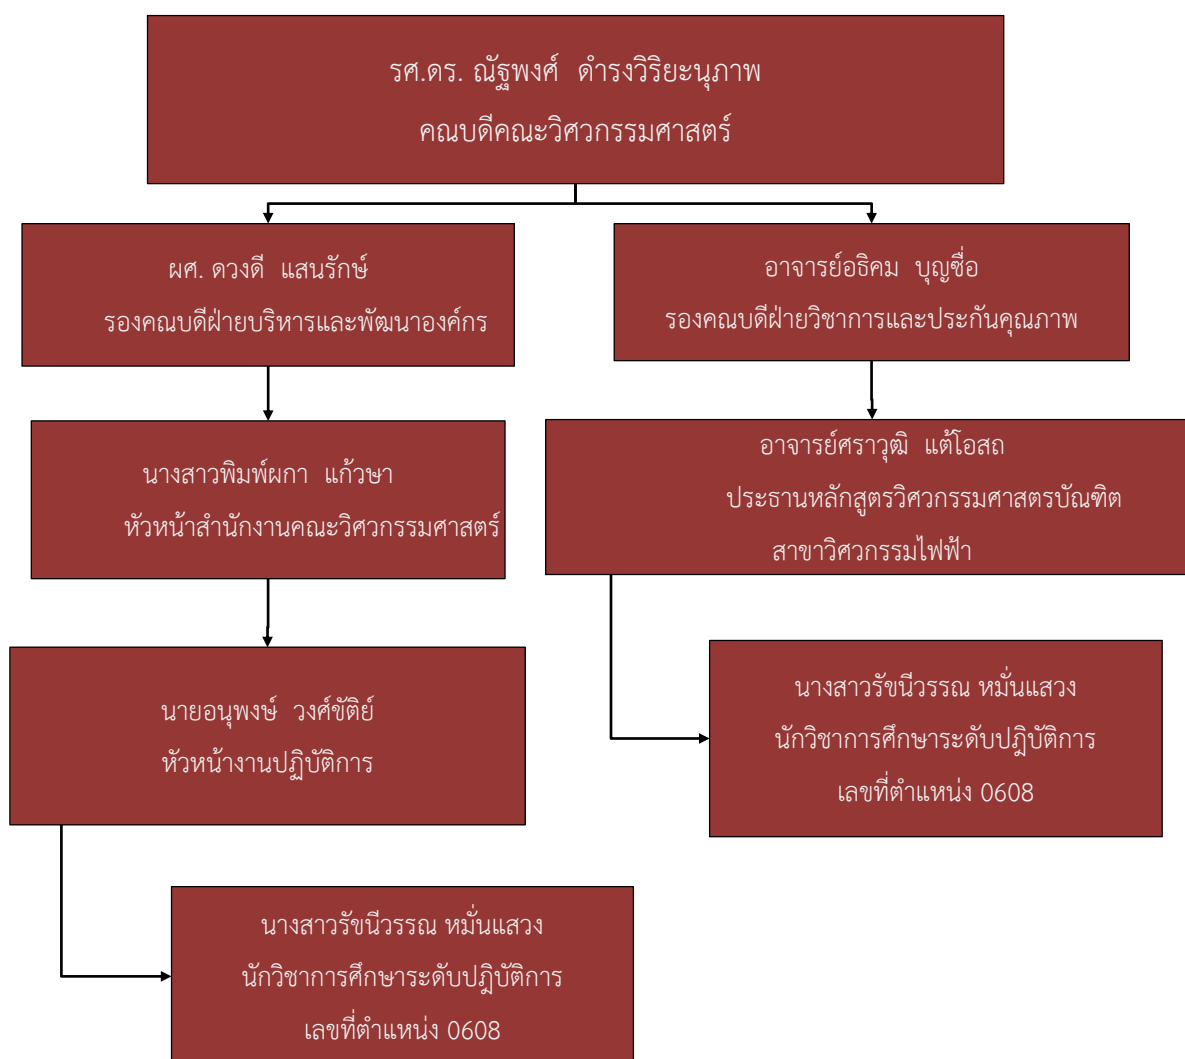 รศ.ดร. ณัฐพงศ์ ดำรงวิริยะนุภาพ
คณบดีคณะวิศวกรรมศาสตร์
ผศ. ดวงดี แสนรักษ์
รองคณบดีฝ่ายบริหารและพัฒนาองค์กร
อาจารย์อธิคม บุญซื่อ
รองคณบดีฝ่ายวิชาการและประกันคุณภาพ
นางสาวพิมพ์ผกา แก้วษา
หัวหน้าสำนักงานคณะวิศวกรรมศาสตร์
อาจารย์ศราวุฒิ แต้โอสถ
ประธานหลักสูตรวิศวกรรมศาสตรบัณฑิต
สาขาวิศวกรรมไฟฟ้า
นายอนุพงษ์ วงศ์ขัติย์
หัวหน้างานปฏิบัติการ
นางสาวรัชนีวรรณ หมั่นแสวง
นักวิชาการศึกษาระดับปฎิบัติการ
เลขที่ตำแหน่ง 0608
นางสาวรัชนีวรรณ หมั่นแสวง
นักวิชาการศึกษาระดับปฎิบัติการ
เลขที่ตำแหน่ง 0608